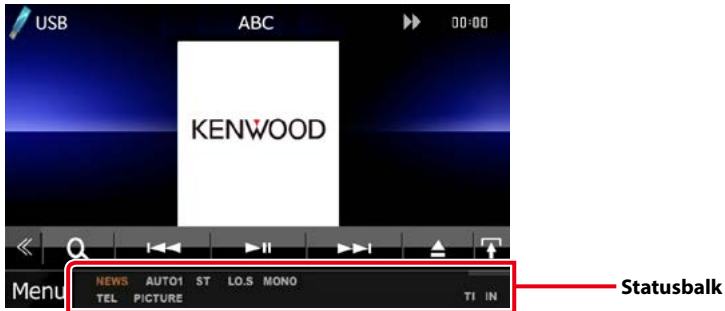 USB ABC 00:00
KENWOOD
Menu
NEWS AUTO1 ST LO.S MONO
TEL PICTURE TI IN
Statusbalk